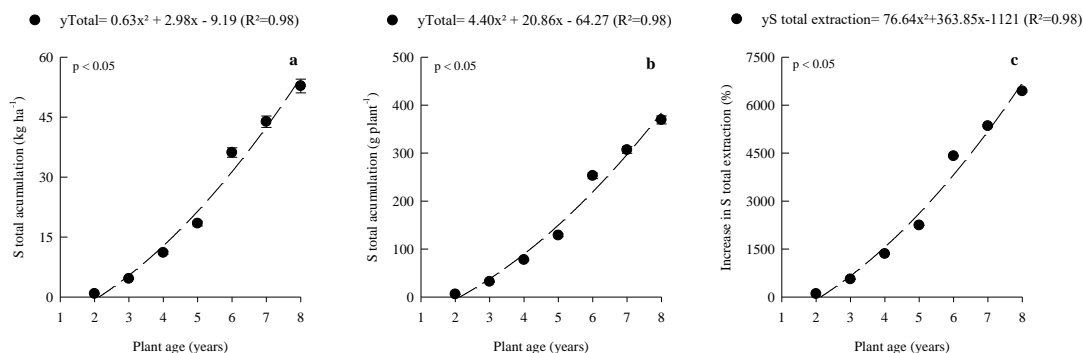 yTotal= 0.63x² + 2.98x - 9.19 (R²=0.98)
yTotal= 4.40x² + 20.86x - 64.27 (R²=0.98)
yS total extraction= 76.64x²+363.85x-1121 (R²=0.98)
60
45
30
15
0
S total acumulation (kg ha⁻¹)
p < 0.05
a
1 2 3 4 5 6 7 8
Plant age (years)
500
400
300
200
100
0
S total acumulation (g plant⁻¹)
p < 0.05
b
1 2 3 4 5 6 7 8
Plant age (years)
7500
6000
4500
3000
1500
0
Increase in S total extraction (%)
p < 0.05
c
1 2 3 4 5 6 7 8
Plant age (years)